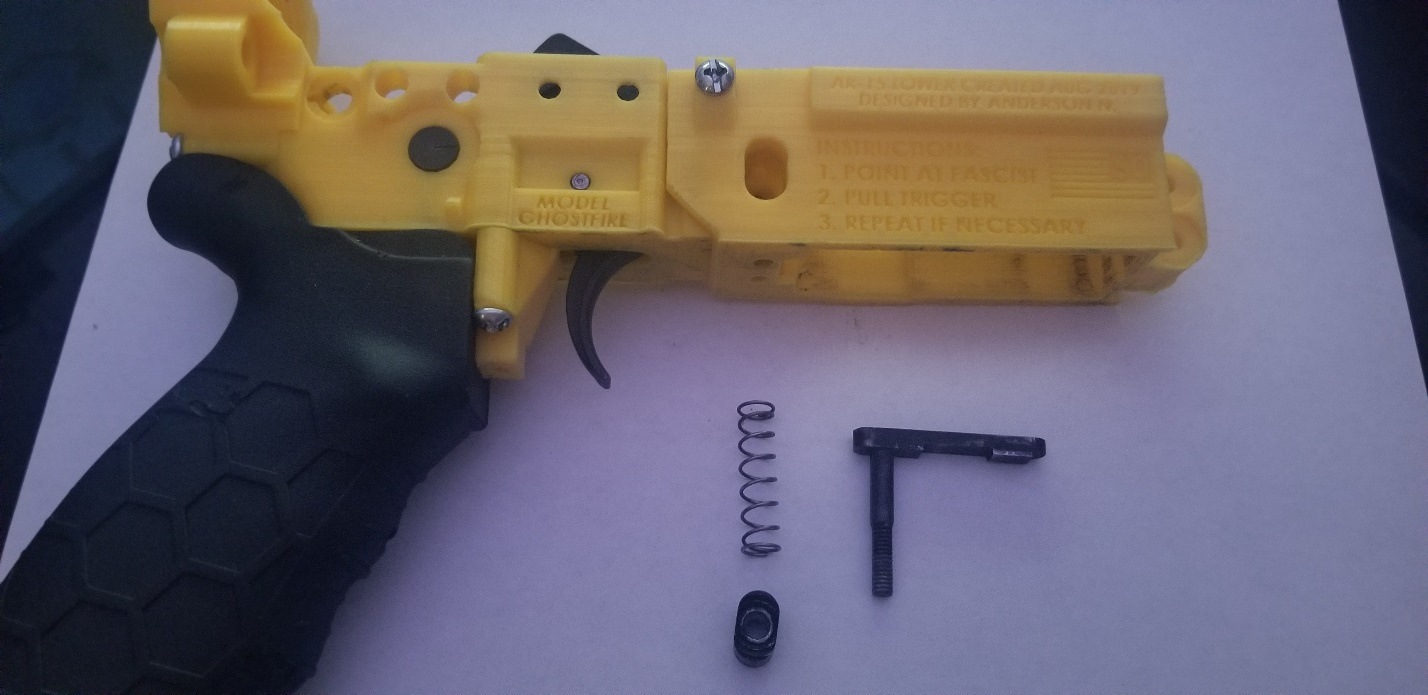 AR-15 LOWER CREATED AUG 2017
DESIGNED BY ANDERSON N.
INSTRUCTIONS:
1. POINT AT FASCIST
2. PULL TRIGGER
3. REPEAT IF NECESSARY
MODEL
GHOSTFIRE